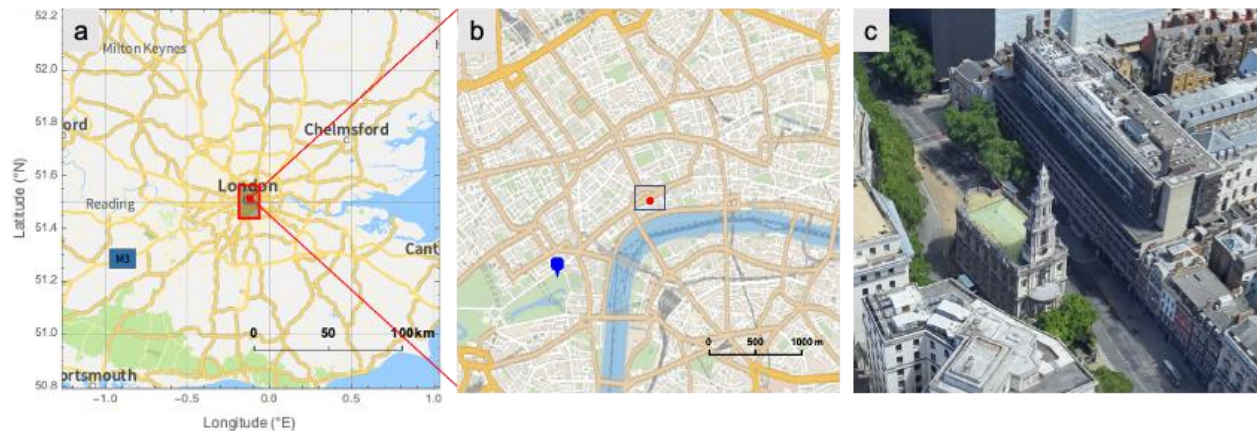 a
b
c
52.2
Milton Keynes
52.0
ord
51.8
Chelmsford
London
51.6
Reading
51.4
Cant
M3
51.2
0
50
100km
51.0
ortsmouth
50.8
−1.0
−0.5
0.0
0.5
1.0
Latitude (°N)
Longitude (°E)
0
500
1000 m